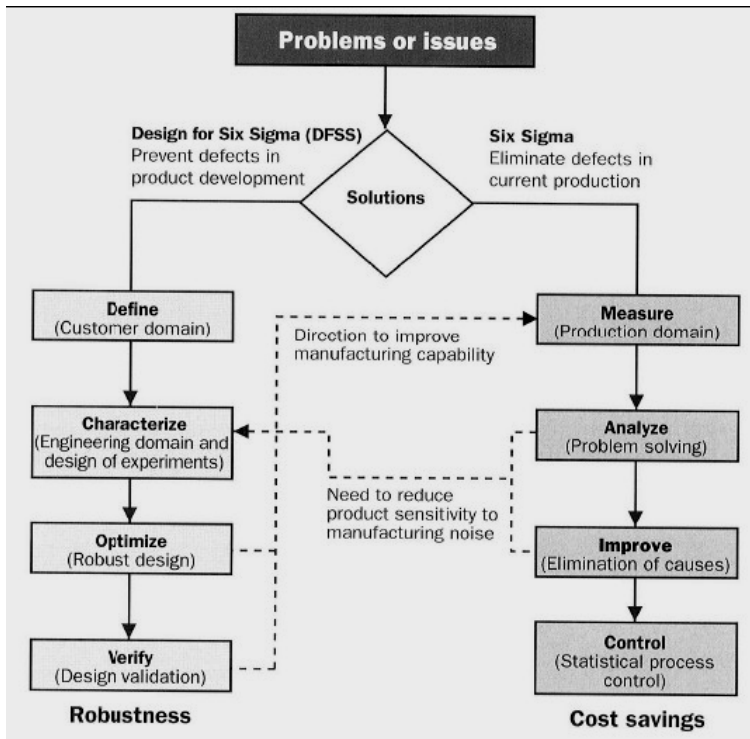 Problems or issues
Design for Six Sigma (DFSS)
Prevent defects in
product development
Six Sigma
Eliminate defects in
current production
Solutions
Define
(Customer domain)
Measure
(Production domain)
Direction to improve
manufacturing capability
Characterize
(Engineering domain and
design of experiments)
Analyze
(Problem solving)
Need to reduce
product sensitivity to
manufacturing noise
Optimize
(Robust design)
Improve
(Elimination of causes)
Verify
(Design validation)
Control
(Statistical process
control)
Robustness
Cost savings